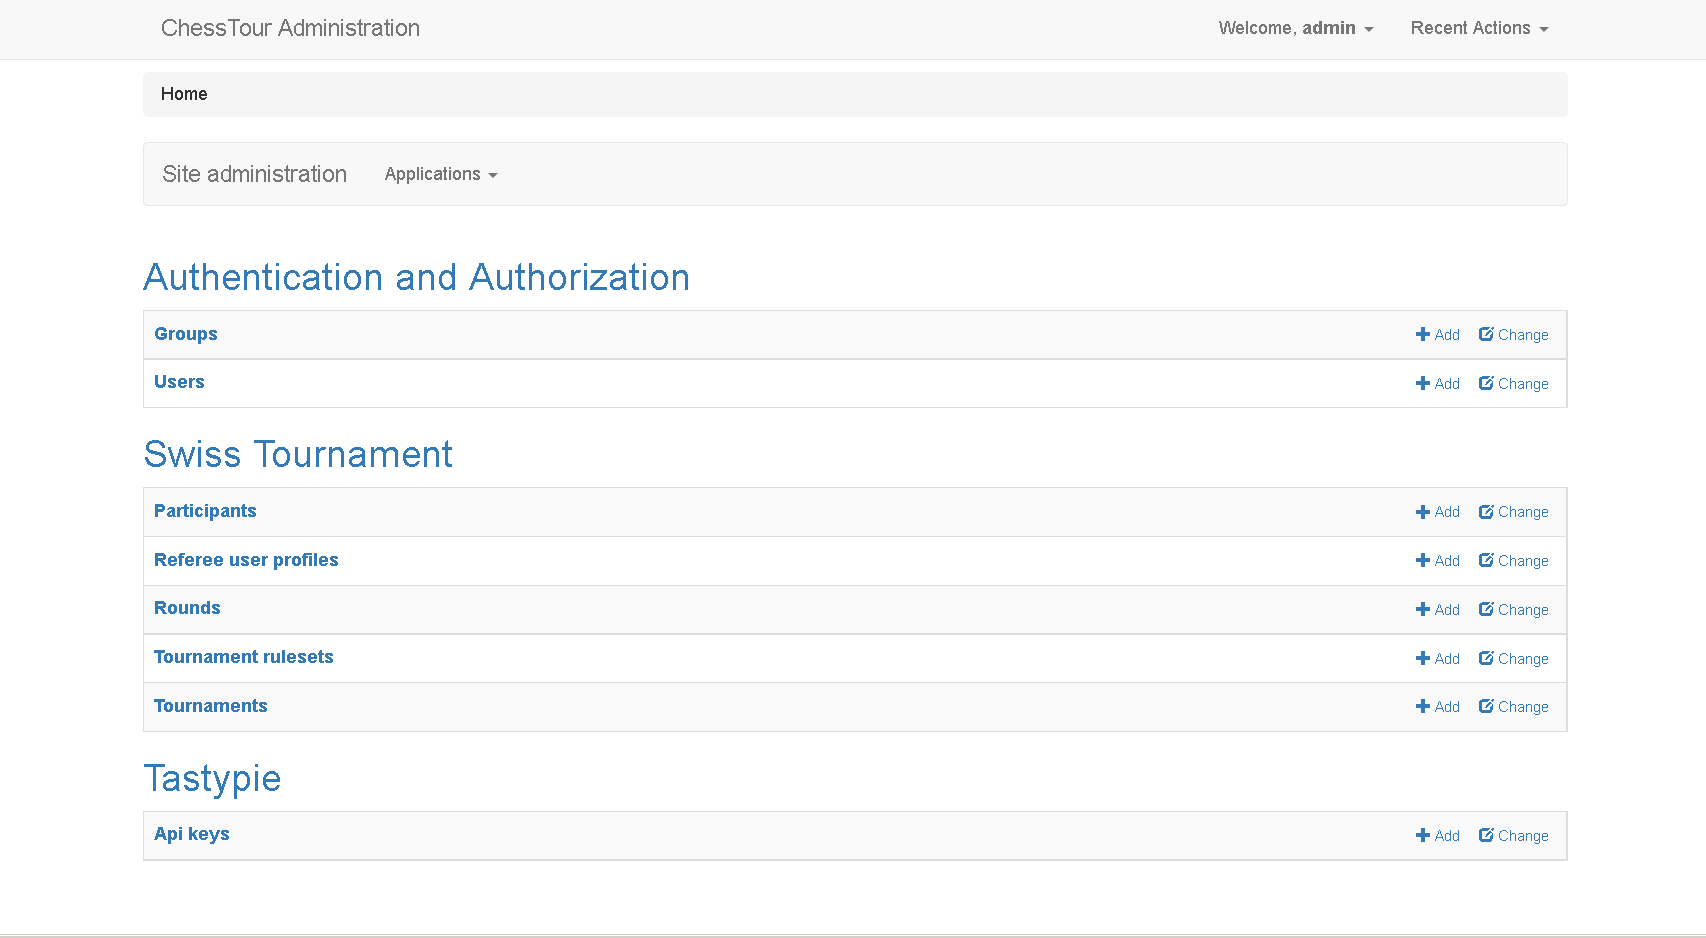 ChessTour Administration Welcome, admin Recent Actions
Home
Site administration Applications
Authentication and Authorization
Groups Add Change
Users Add Change
Swiss Tournament
Participants Add Change
Referee user profiles Add Change
Rounds Add Change
Tournament rulesets Add Change
Tournaments Add Change
Tastypie
Api keys Add Change